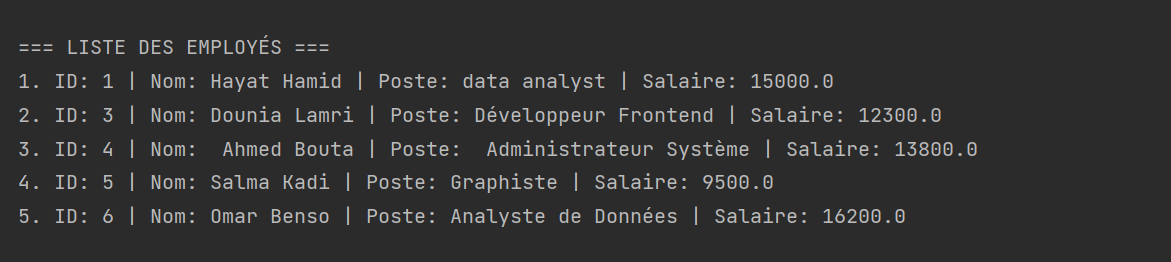 === LISTE DES EMPLOYÉS ===
1. ID: 1 | Nom: Hayat Hamid | Poste: data analyst | Salaire: 15000.0
2. ID: 3 | Nom: Dounia Lamri | Poste: Développeur Frontend | Salaire: 12300.0
3. ID: 4 | Nom:  Ahmed Bouta | Poste:  Administrateur Système | Salaire: 13800.0
4. ID: 5 | Nom: Salma Kadi | Poste: Graphiste | Salaire: 9500.0
5. ID: 6 | Nom: Omar Benso | Poste: Analyste de Données | Salaire: 16200.0